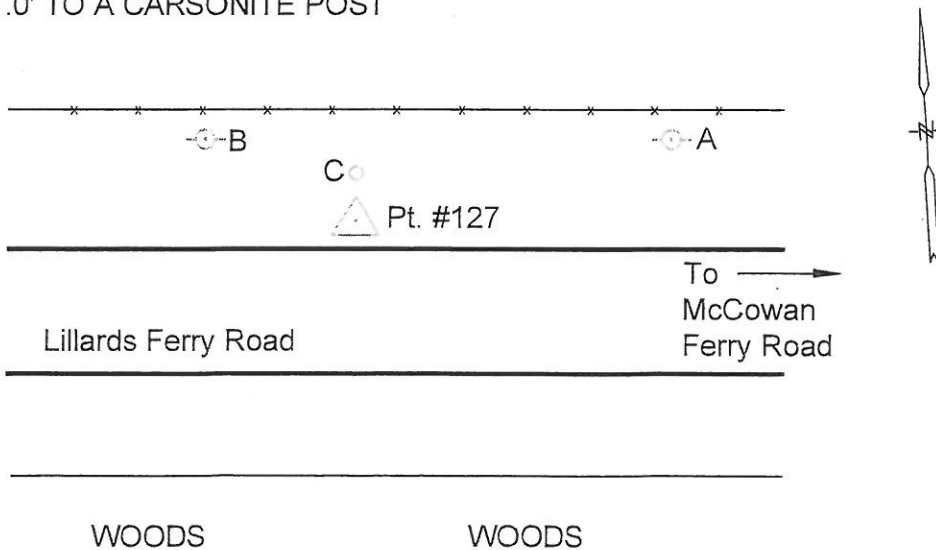 .0' TO A CARSONITE POST
B
A
C
Pt. #127
To
McCowan
Ferry Road
Lillards Ferry Road
WOODS WOODS
N